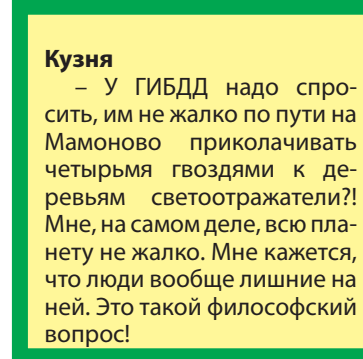 Кузня
– У ГИБДД надо спро-
сить, им не жалко по пути на
Мамоново приколачивать
четырьмя гвоздями к де-
ревьям светоотражатели?!
Мне, на самом деле, всю пла-
нету не жалко. Мне кажется,
что люди вообще лишние на
ней. Это такой философский
вопрос!